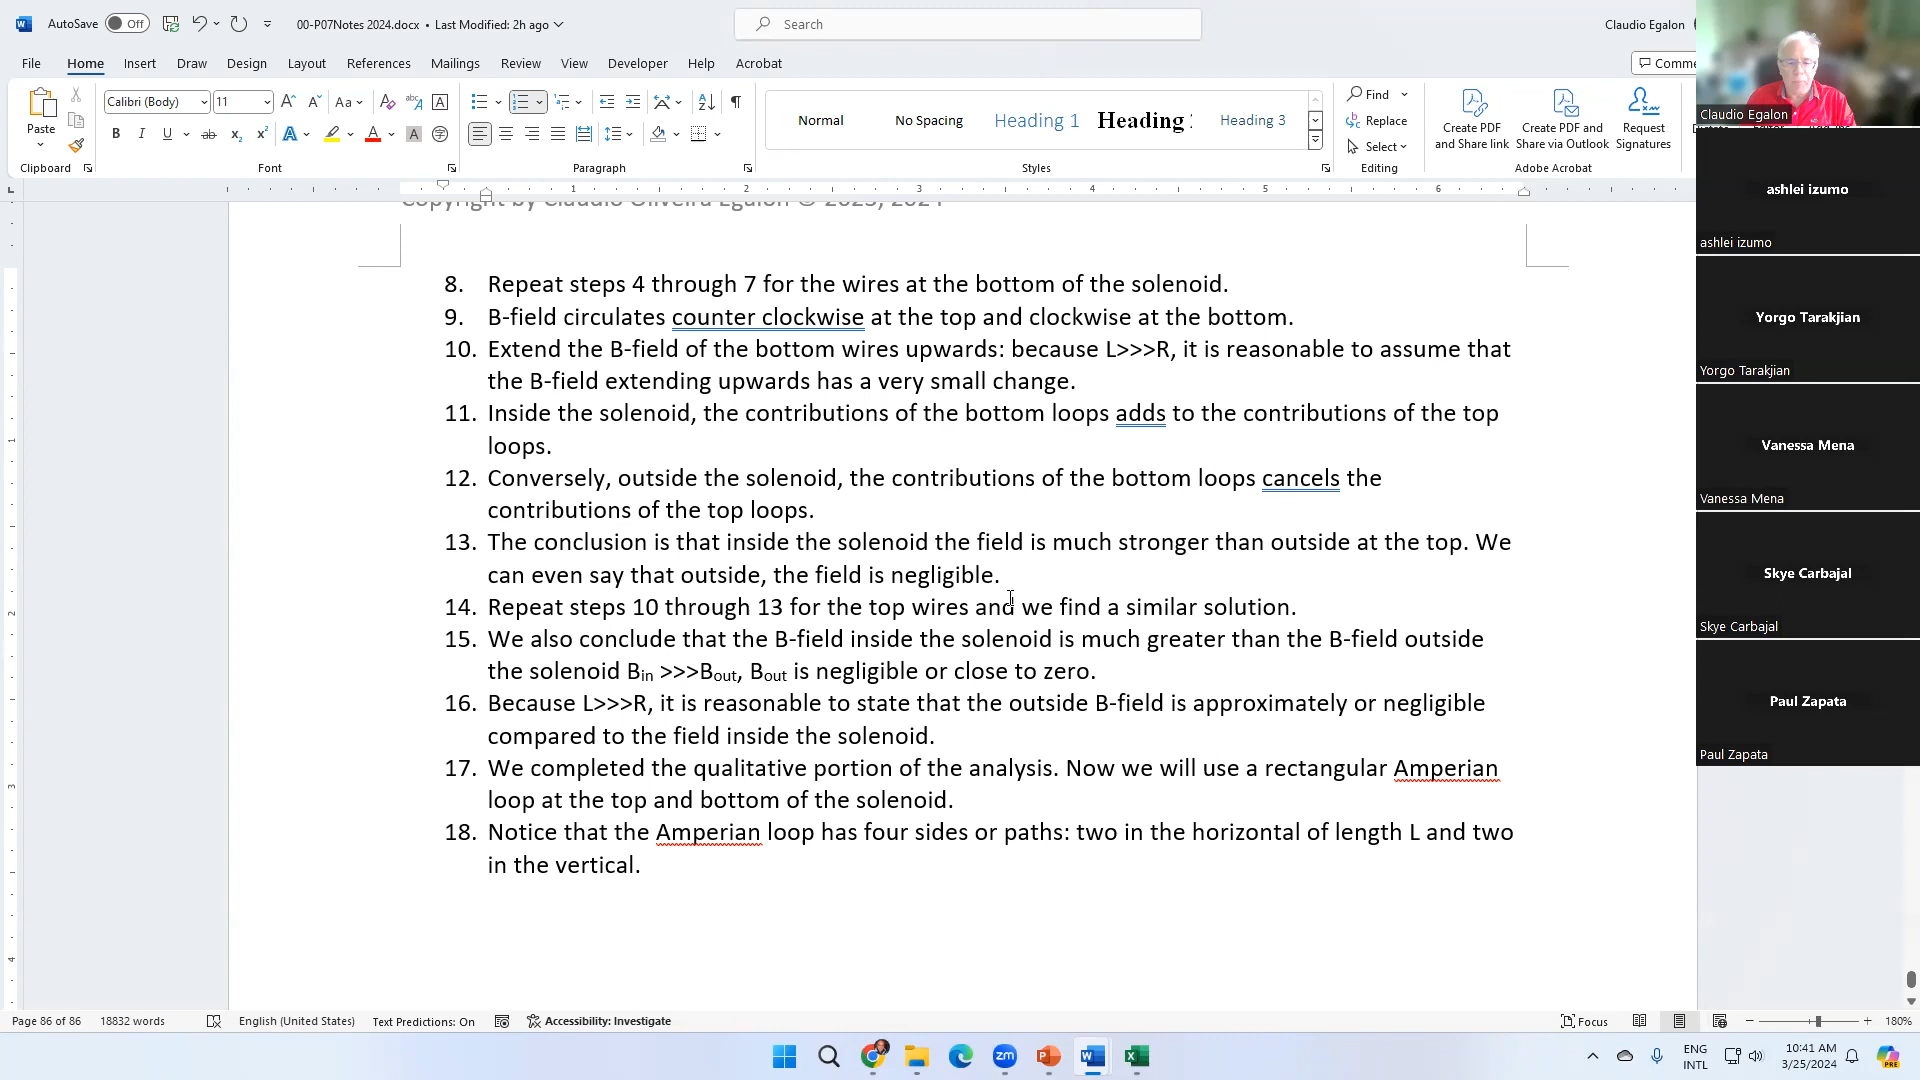 AutoSave Off 00-P07Notes 2024.docx • Last Modified: 2h ago Search Claudio Egalon
File Home Insert Draw Design Layout References Mailings Review View Developer Help Acrobat Comme
Paste Calibri (Body) 11 Aa Normal No Spacing Heading 1 Heading Heading 3 Find Replace Select Create PDF and Share link Create PDF and Share via Outlook Request Signatures
Clipboard Font Paragraph Styles Editing Adobe Acrobat
1 2 3 4 5 6
Copyright by Claudio Oliveira Egalon © 2023, 2024
8. Repeat steps 4 through 7 for the wires at the bottom of the solenoid.
9. B-field circulates counter clockwise at the top and clockwise at the bottom.
10. Extend the B-field of the bottom wires upwards: because L>>>R, it is reasonable to assume that
the B-field extending upwards has a very small change.
11. Inside the solenoid, the contributions of the bottom loops adds to the contributions of the top
loops.
12. Conversely, outside the solenoid, the contributions of the bottom loops cancels the
contributions of the top loops.
13. The conclusion is that inside the solenoid the field is much stronger than outside at the top. We
can even say that outside, the field is negligible.
14. Repeat steps 10 through 13 for the top wires and we find a similar solution.
15. We also conclude that the B-field inside the solenoid is much greater than the B-field outside
the solenoid Bin >>>Bout, Bout is negligible or close to zero.
16. Because L>>>R, it is reasonable to state that the outside B-field is approximately or negligible
compared to the field inside the solenoid.
17. We completed the qualitative portion of the analysis. Now we will use a rectangular Amperian
loop at the top and bottom of the solenoid.
18. Notice that the Amperian loop has four sides or paths: two in the horizontal of length L and two
in the vertical.
Claudio Egalon
ashlei izumo
ashlei izumo
Yorgo Tarakjian
Yorgo Tarakjian
Vanessa Mena
Vanessa Mena
Skye Carbajal
Skye Carbajal
Paul Zapata
Paul Zapata
Page 86 of 86 18832 words English (United States) Text Predictions: On Accessibility: Investigate Focus 180%
ENG INTL 10:41 AM 3/25/2024